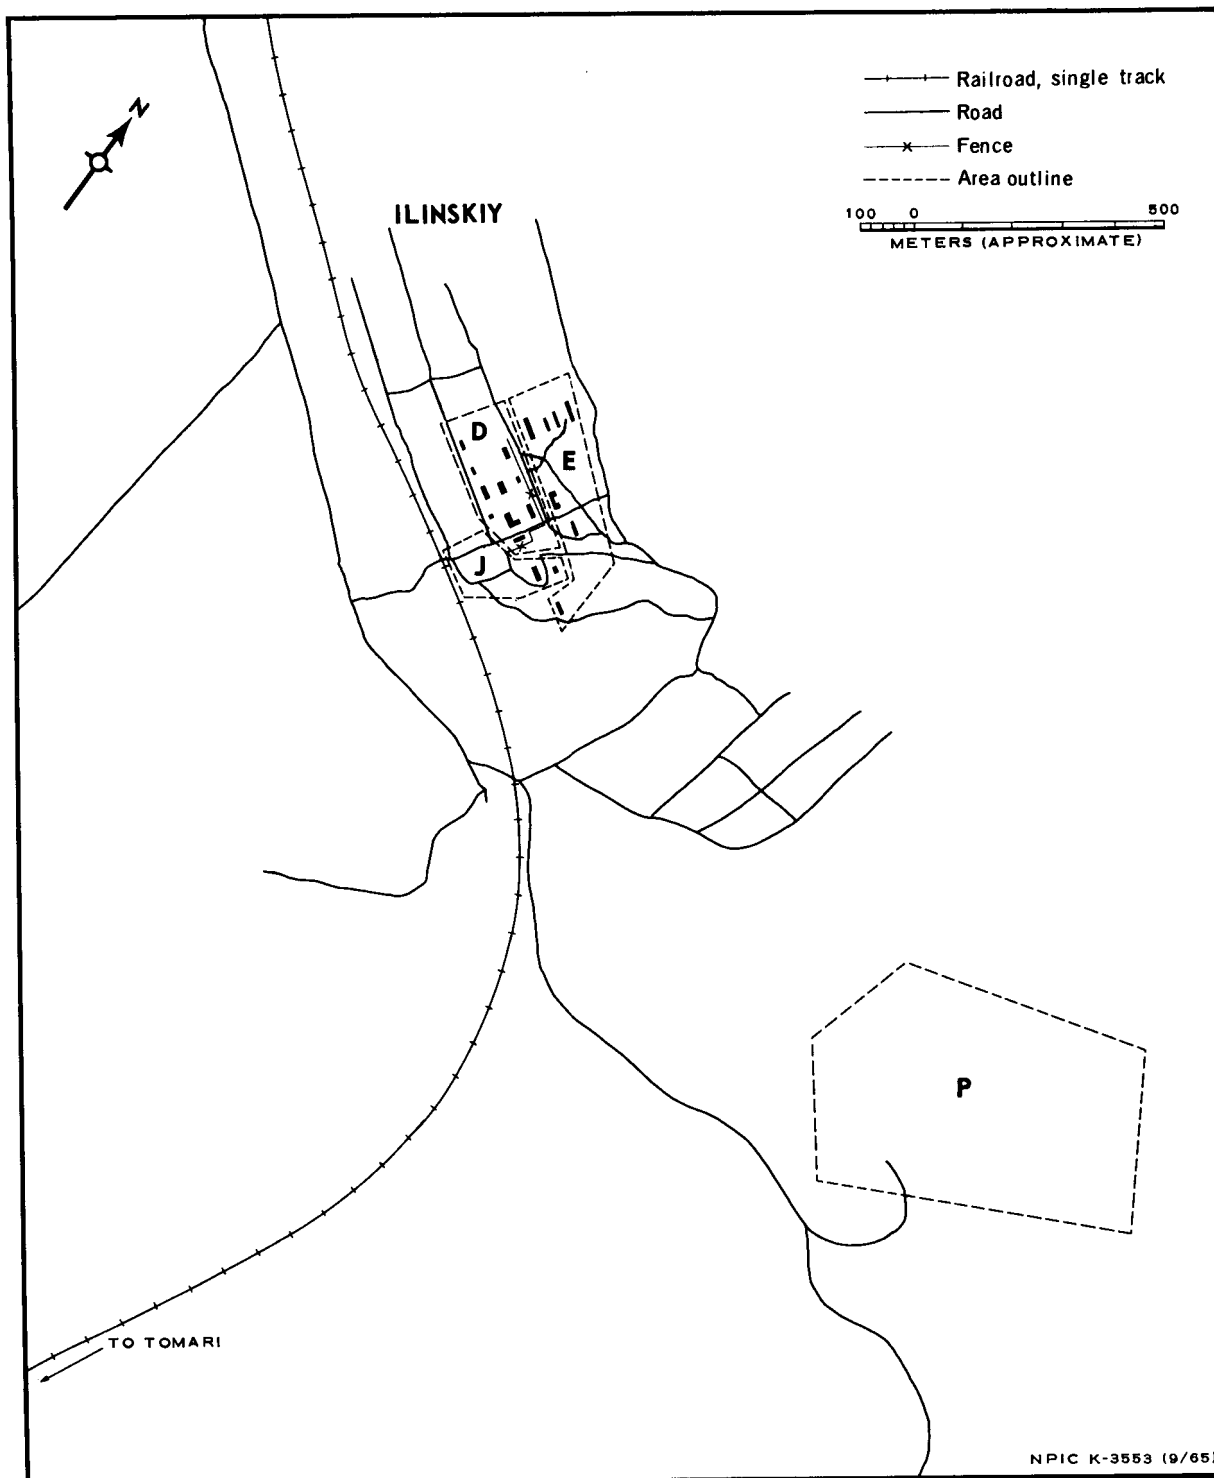 N
Railroad, single track
Road
Fence
Area outline
100 0 500
METERS (APPROXIMATE)
ILINSKIY
D
E
J
P
TO TOMARI
NPIC K-3553 (9/65)